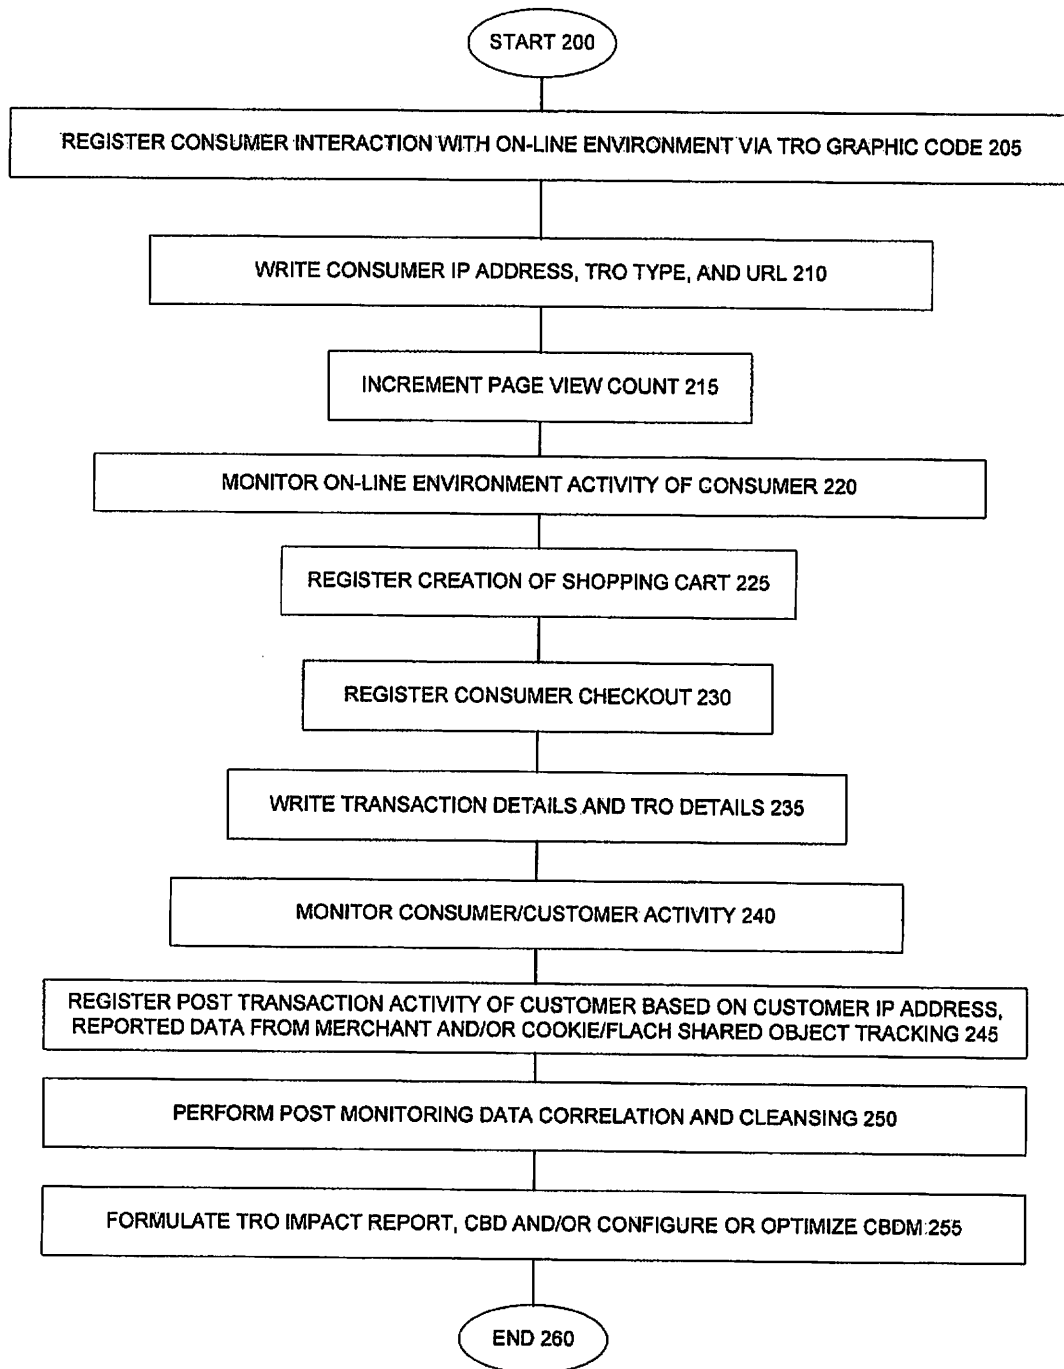 START 200
REGISTER CONSUMER INTERACTION WITH ON-LINE ENVIRONMENT VIA TRO GRAPHIC CODE 205
WRITE CONSUMER IP ADDRESS, TRO TYPE, AND URL 210
INCREMENT PAGE VIEW COUNT 215
MONITOR ON-LINE ENVIRONMENT ACTIVITY OF CONSUMER 220
REGISTER CREATION OF SHOPPING CART 225
REGISTER CONSUMER CHECKOUT 230
WRITE TRANSACTION DETAILS AND TRO DETAILS 235
MONITOR CONSUMER/CUSTOMER ACTIVITY 240
REGISTER POST TRANSACTION ACTIVITY OF CUSTOMER BASED ON CUSTOMER IP ADDRESS,
REPORTED DATA FROM MERCHANT AND/OR COOKIE/FLACH SHARED OBJECT TRACKING 245
PERFORM POST MONITORING DATA CORRELATION AND CLEANSING 250
FORMULATE TRO IMPACT REPORT, CBD AND/OR CONFIGURE OR OPTIMIZE CBDM 255
END 260